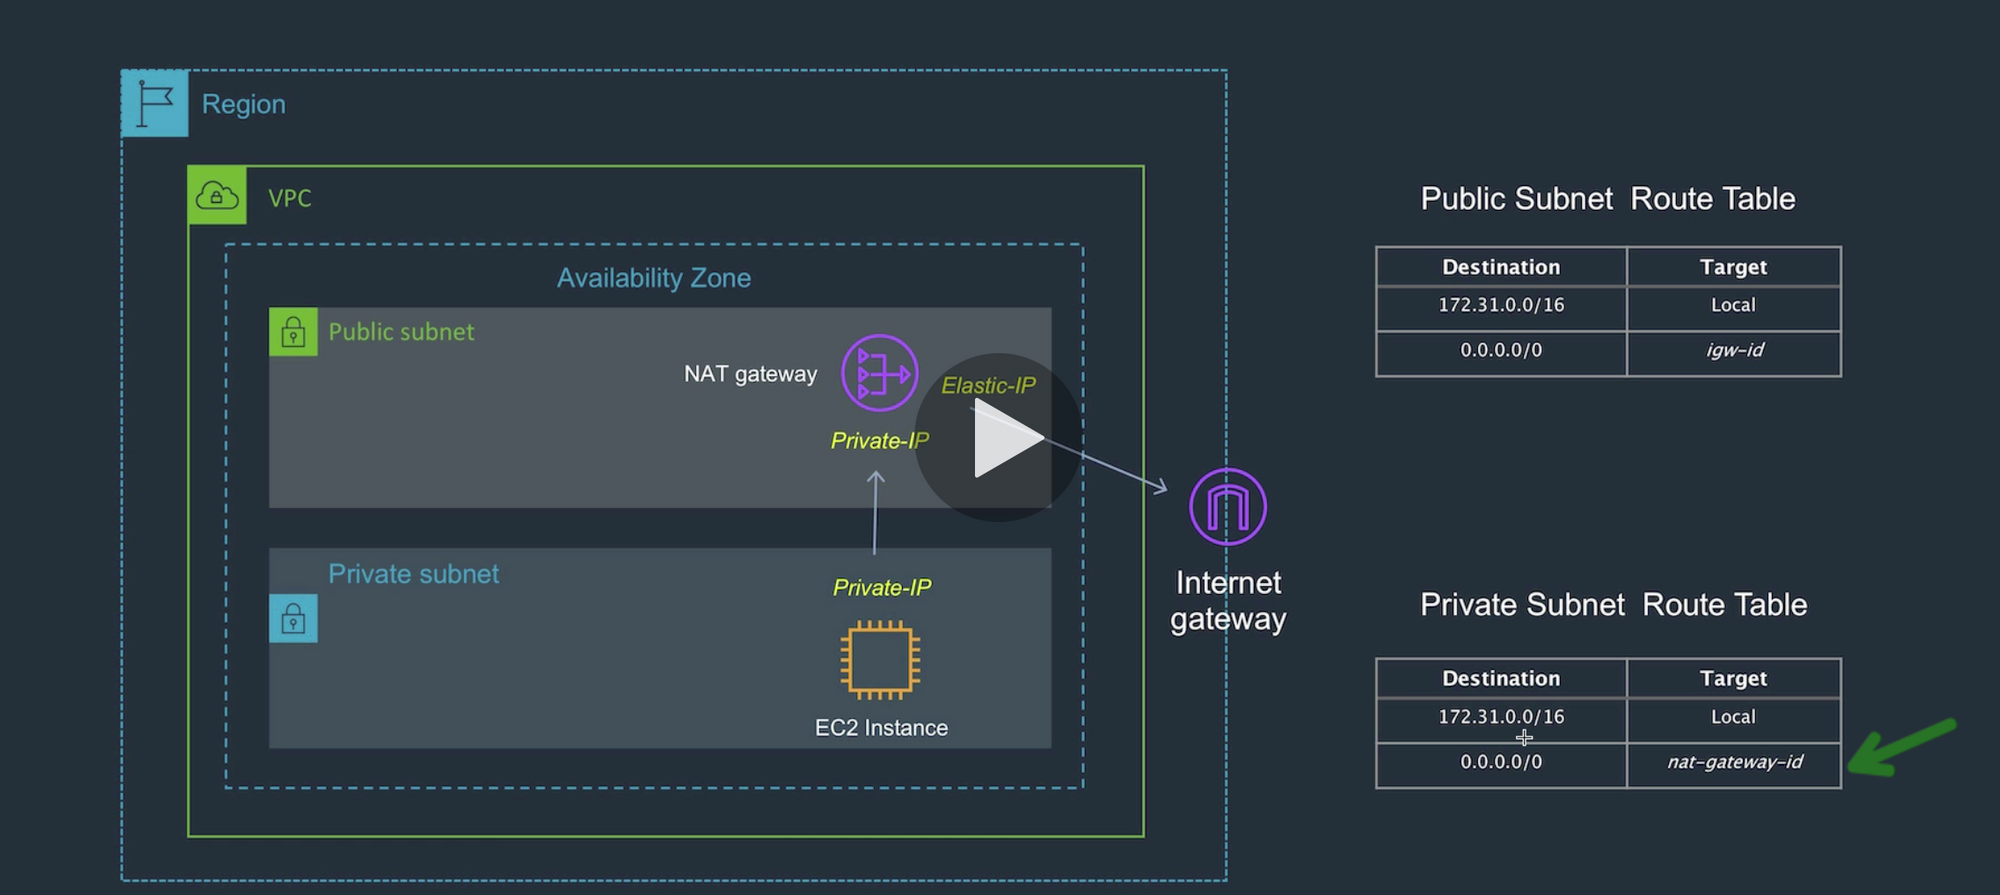 Region
VPC
Availability Zone
Public subnet
NAT gateway
Elastic-IP
Private-IP
Private subnet
Private-IP
EC2 Instance
Internet
gateway
Public Subnet Route Table
Destination Target
172.31.0.0/16 Local
0.0.0.0/0 igw-id
Private Subnet Route Table
Destination Target
172.31.0.0/16 Local
0.0.0.0/0 nat-gateway-id